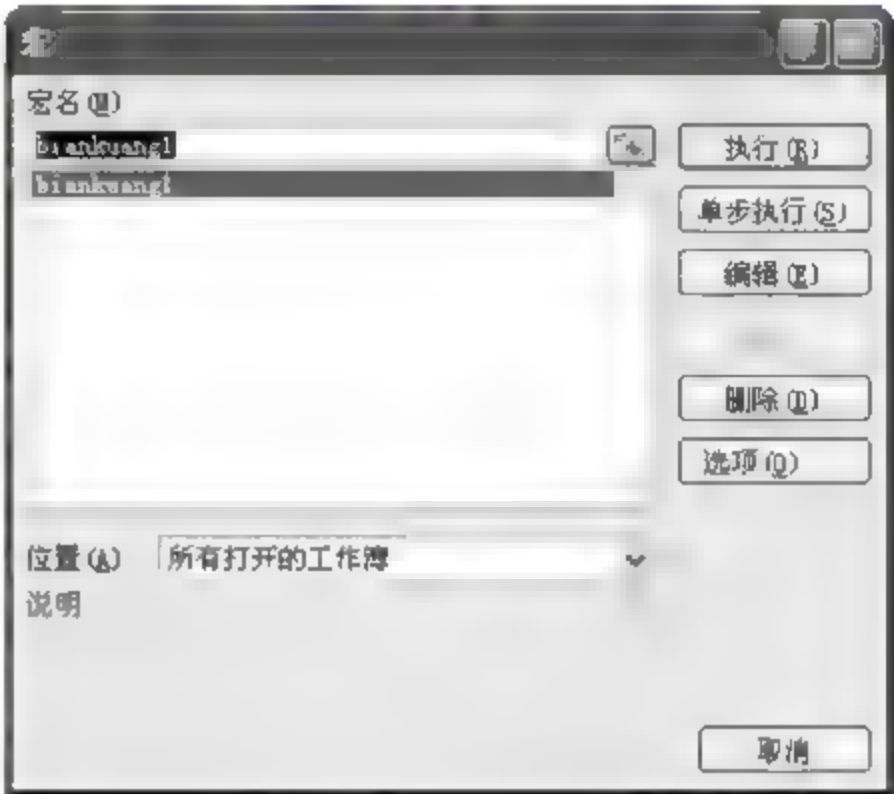 宏名(M)
biankuang1
biankuang1
执行(R)
单步执行(S)
编辑(E)
删除(D)
选项(O)
位置(A) 所有打开的工作簿
说明
取消